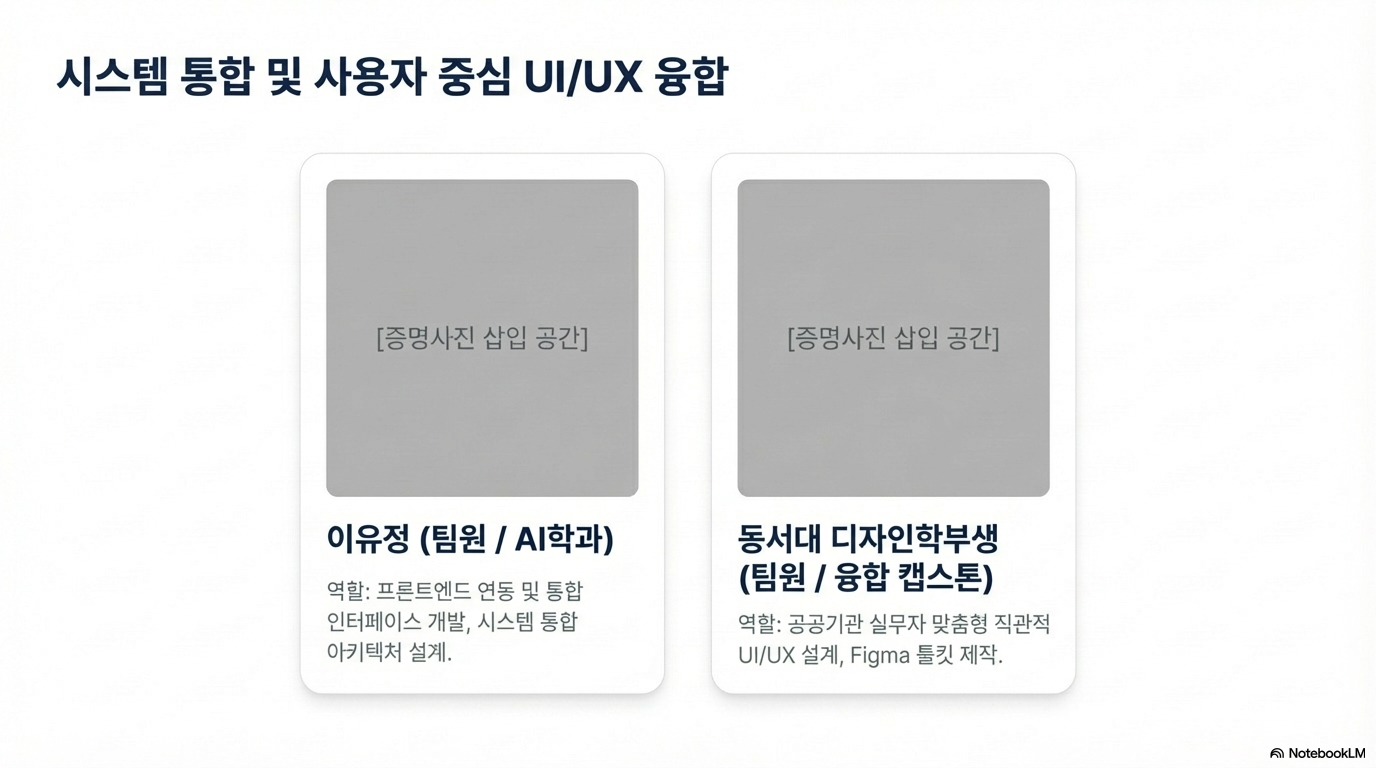 시스템 통합 및 사용자 중심 UI/UX 융합
[증명사진 삽입 공간]
이유정 (팀원 / AI학과)
역할: 프론트엔드 연동 및 통합
인터페이스 개발, 시스템 통합
아키텍처 설계.
[증명사진 삽입 공간]
동서대 디자인학부생
(팀원 / 융합 캡스톤)
역할: 공공기관 실무자 맞춤형 직관적
UI/UX 설계, Figma 툴킷 제작.
NotebookLM